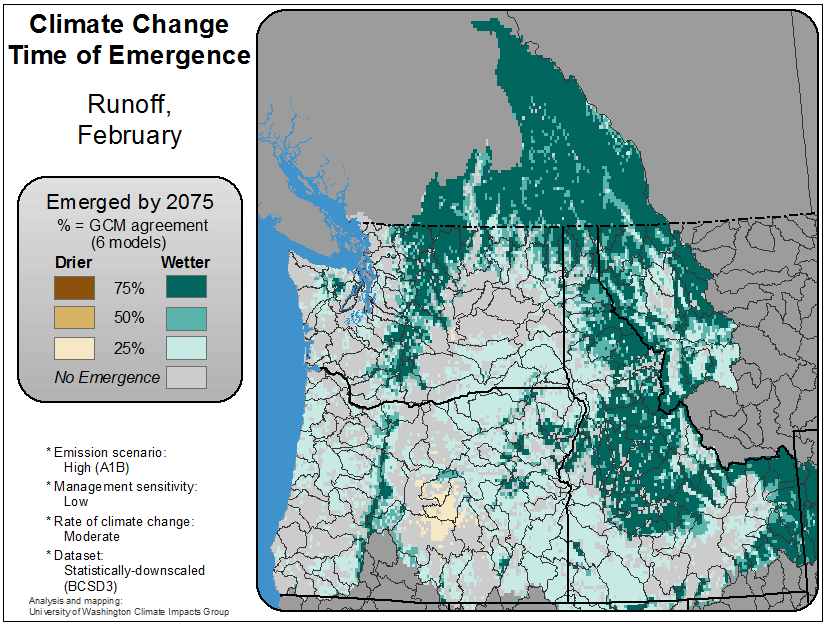 Climate Change
Time of Emergence
Runoff,
February
Emerged by 2075
% = GCM agreement
(6 models)
Drier Wetter
75%
50%
25%
No Emergence
* Emission scenario:
High (A1B)
* Management sensitivity:
Low
* Rate of climate change:
Moderate
* Dataset:
Statistically-downscaled
(BCSD3)
Analysis and mapping:
University of Washington Climate Impacts Group